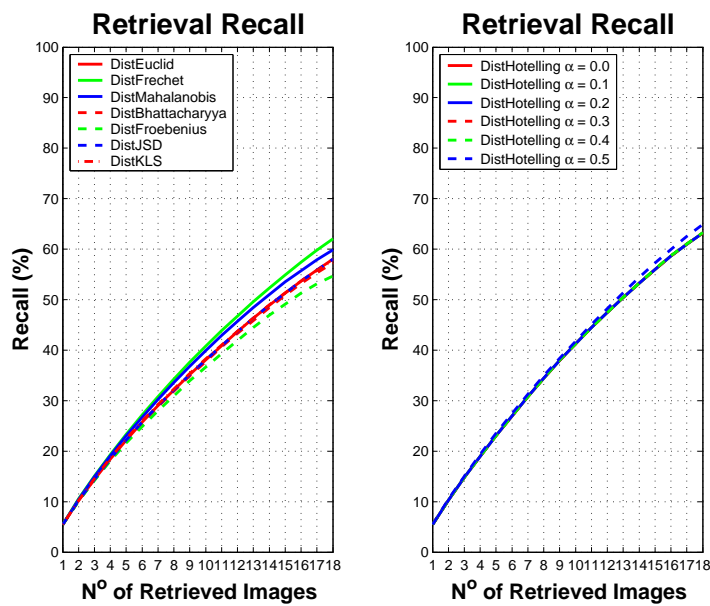 Retrieval Recall
100
90
80
70
60
50
40
30
20
10
0
Recall (%)
DistEuclid
DistFrechet
DistMahalanobis
DistBhattacharyya
DistFroebenius
DistJSD
DistKLS
1 2 3 4 5 6 7 8 9 10 11 12 13 14 15 16 17 18
Nº of Retrieved Images
Retrieval Recall
100
90
80
70
60
50
40
30
20
10
0
Recall (%)
DistHotelling α = 0.0
DistHotelling α = 0.1
DistHotelling α = 0.2
DistHotelling α = 0.3
DistHotelling α = 0.4
DistHotelling α = 0.5
1 2 3 4 5 6 7 8 9 10 11 12 13 14 15 16 17 18
Nº of Retrieved Images